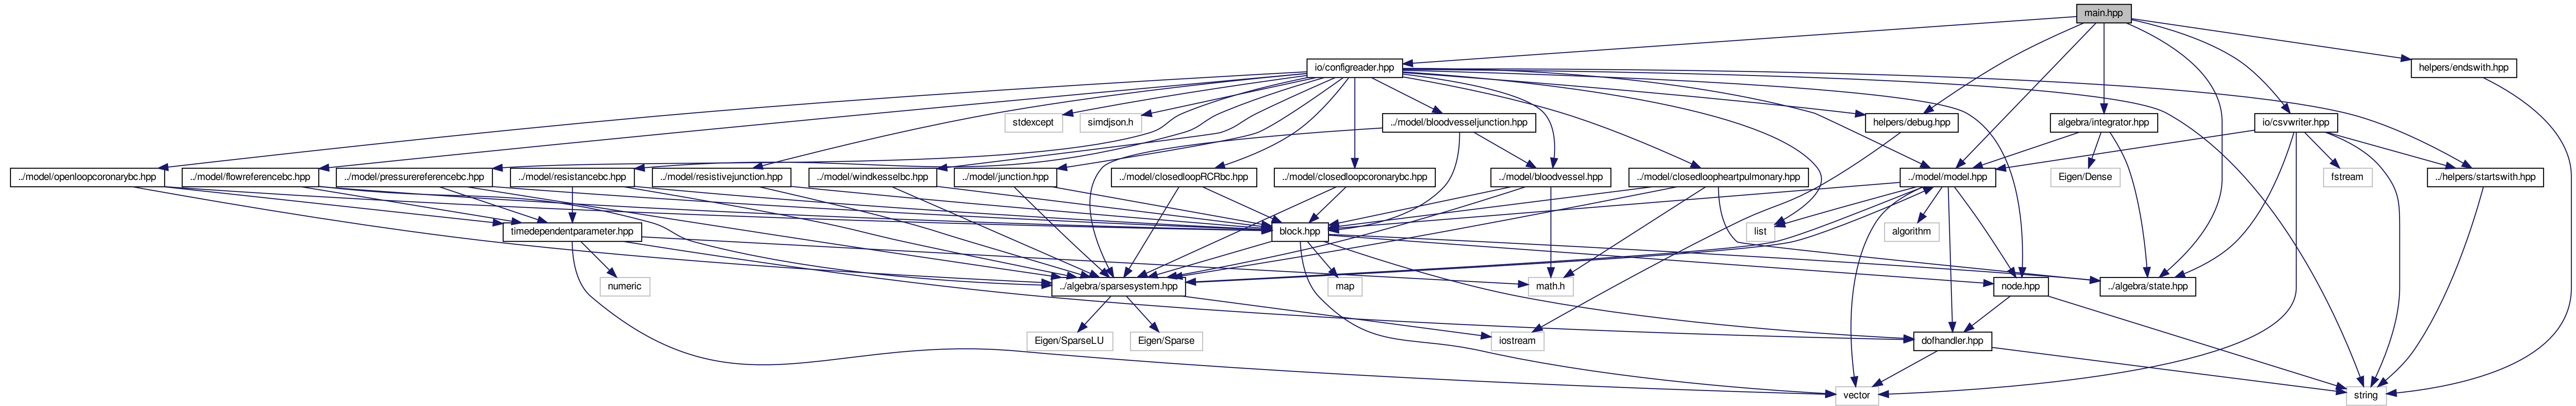 main.hpp
io/configreader.hpp
helpers/endswith.hpp
stdexcept
simdjson.h
../model/bloodvesseljunction.hpp
helpers/debug.hpp
algebra/integrator.hpp
io/csvwriter.hpp
../model/openloopcoronarybc.hpp
../model/flowreferencebc.hpp
../model/pressurereferencebc.hpp
../model/resistancebc.hpp
../model/resistivejunction.hpp
../model/windkesselbc.hpp
../model/junction.hpp
../model/closedloopRCRbc.hpp
../model/closedloopcoronarybc.hpp
../model/bloodvessel.hpp
../model/closedloopheartpulmonary.hpp
../model/model.hpp
Eigen/Dense
fstream
../helpers/startswith.hpp
timedependentparameter.hpp
block.hpp
list
algorithm
numeric
../algebra/sparsesystem.hpp
map
math.h
node.hpp
../algebra/state.hpp
Eigen/SparseLU
Eigen/Sparse
iostream
dofhandler.hpp
vector
string